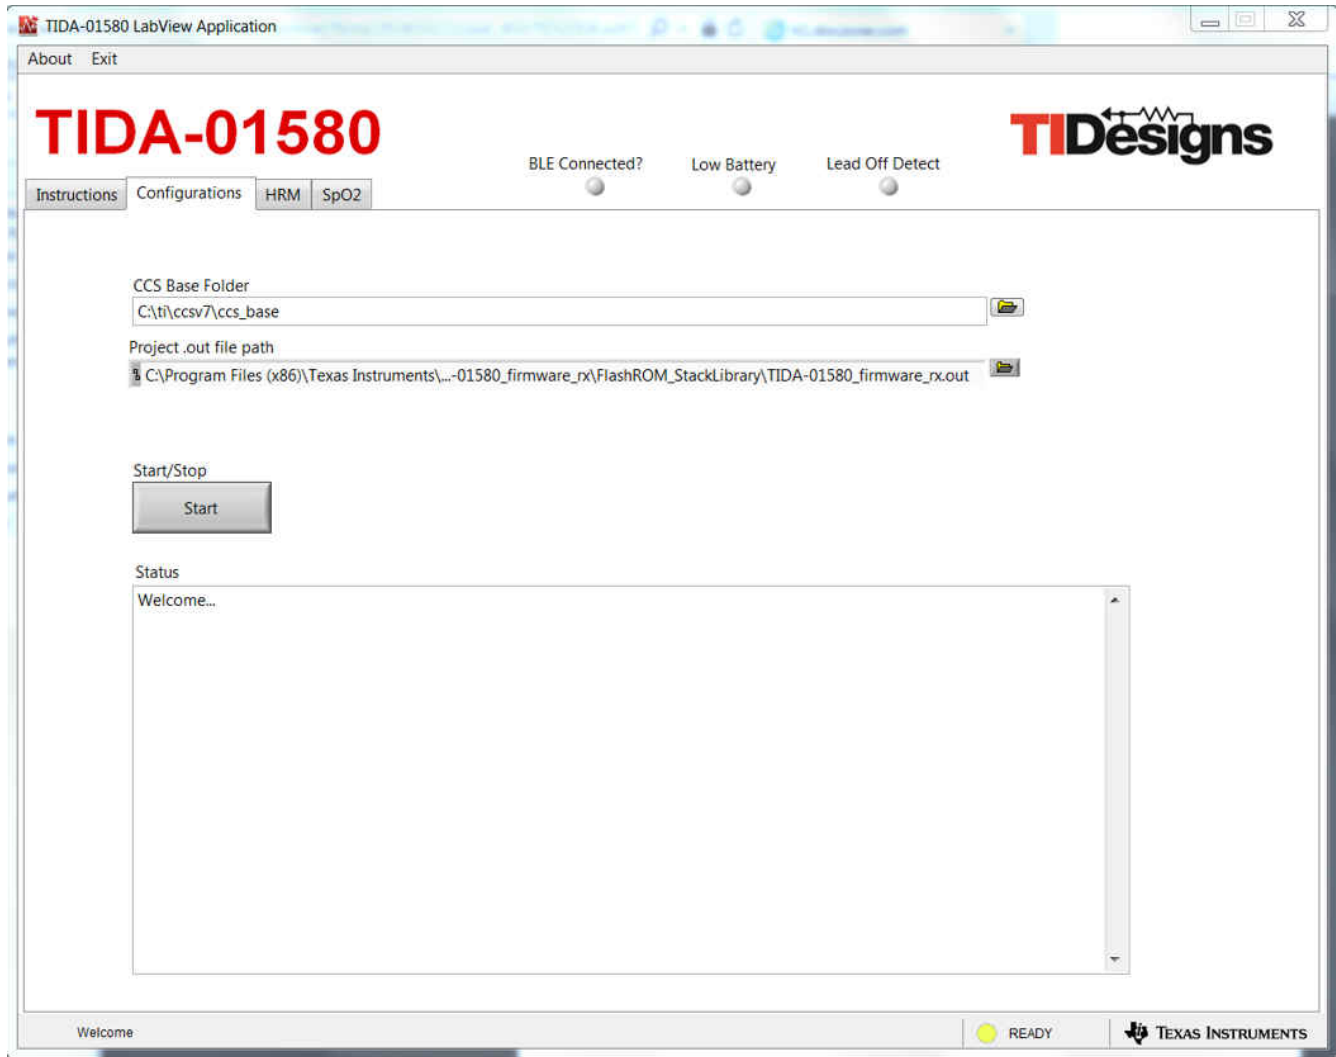 TIDA-01580 LabView Application
About Exit
TIDA-01580
TIDesigns
BLE Connected? Low Battery Lead Off Detect
Instructions Configurations HRM SpO2
CCS Base Folder
C:\ti\ccsv7\ccs_base
Project .out file path
C:\Program Files (x86)\Texas Instruments\...-01580_firmware_rx\FlashROM_StackLibrary\TIDA-01580_firmware_rx.out
Start/Stop
Start
Status
Welcome...
Welcome READY TEXAS INSTRUMENTS